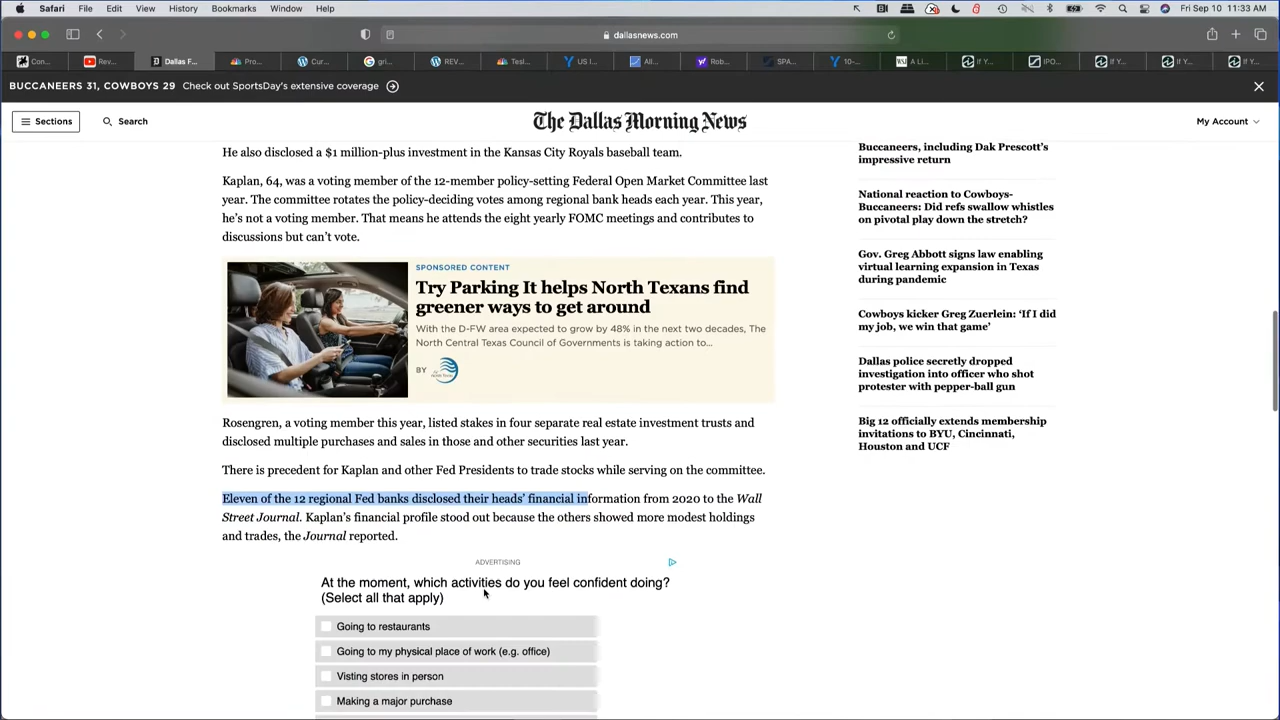 Safari File Edit View History Bookmarks Window Help Fri Sep 10 11:33 AM
dallasnews.com
Con... Rev... Dallas F... Pro... Cur... gri... REV... Tesl... US I... All... Rob... SPA... 10-... A Li... If Y... IPO... If Y... If Y... If Y...
BUCCANEERS 31, COWBOYS 29 Check out SportsDay's extensive coverage
Sections Search The Dallas Morning News My Account
He also disclosed a $1 million-plus investment in the Kansas City Royals baseball team.
Kaplan, 64, was a voting member of the 12-member policy-setting Federal Open Market Committee last
year. The committee rotates the policy-deciding votes among regional bank heads each year. This year,
he's not a voting member. That means he attends the eight yearly FOMC meetings and contributes to
discussions but can't vote.
SPONSORED CONTENT
Try Parking It helps North Texans find
greener ways to get around
With the D-FW area expected to grow by 48% in the next two decades, The
North Central Texas Council of Governments is taking action to...
BY
Rosengren, a voting member this year, listed stakes in four separate real estate investment trusts and
disclosed multiple purchases and sales in those and other securities last year.
There is precedent for Kaplan and other Fed Presidents to trade stocks while serving on the committee.
Eleven of the 12 regional Fed banks disclosed their heads' financial information from 2020 to the Wall
Street Journal. Kaplan's financial profile stood out because the others showed more modest holdings
and trades, the Journal reported.
ADVERTISING
At the moment, which activities do you feel confident doing?
(Select all that apply)
Going to restaurants
Going to my physical place of work (e.g. office)
Visting stores in person
Making a major purchase
Buccaneers, including Dak Prescott's
impressive return
National reaction to Cowboys-
Buccaneers: Did refs swallow whistles
on pivotal play down the stretch?
Gov. Greg Abbott signs law enabling
virtual learning expansion in Texas
during pandemic
Cowboys kicker Greg Zuerlein: 'If I did
my job, we win that game'
Dallas police secretly dropped
investigation into officer who shot
protester with pepper-ball gun
Big 12 officially extends membership
invitations to BYU, Cincinnati,
Houston and UCF